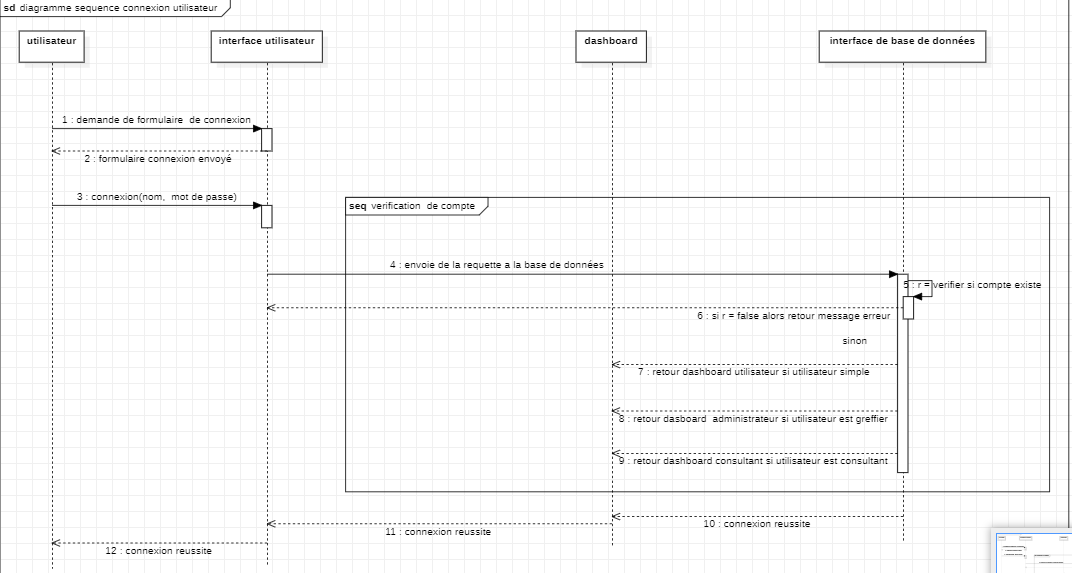 sd diagramme sequence connexion utilisateur
utilisateur
interface utilisateur
dashboard
interface de base de données
1 : demande de formulaire de connexion
2 : formulaire connexion envoyé
3 : connexion(nom, mot de passe)
seq verification de compte
4 : envoie de la requette a la base de données
5 : r = verifier si compte existe
6 : si r = false alors retour message erreur
sinon
7 : retour dashboard utilisateur si utilisateur simple
8 : retour dasboard administrateur si utilisateur est greffier
9 : retour dashboard consultant si utilisateur est consultant
10 : connexion reussite
11 : connexion reussite
12 : connexion reussite